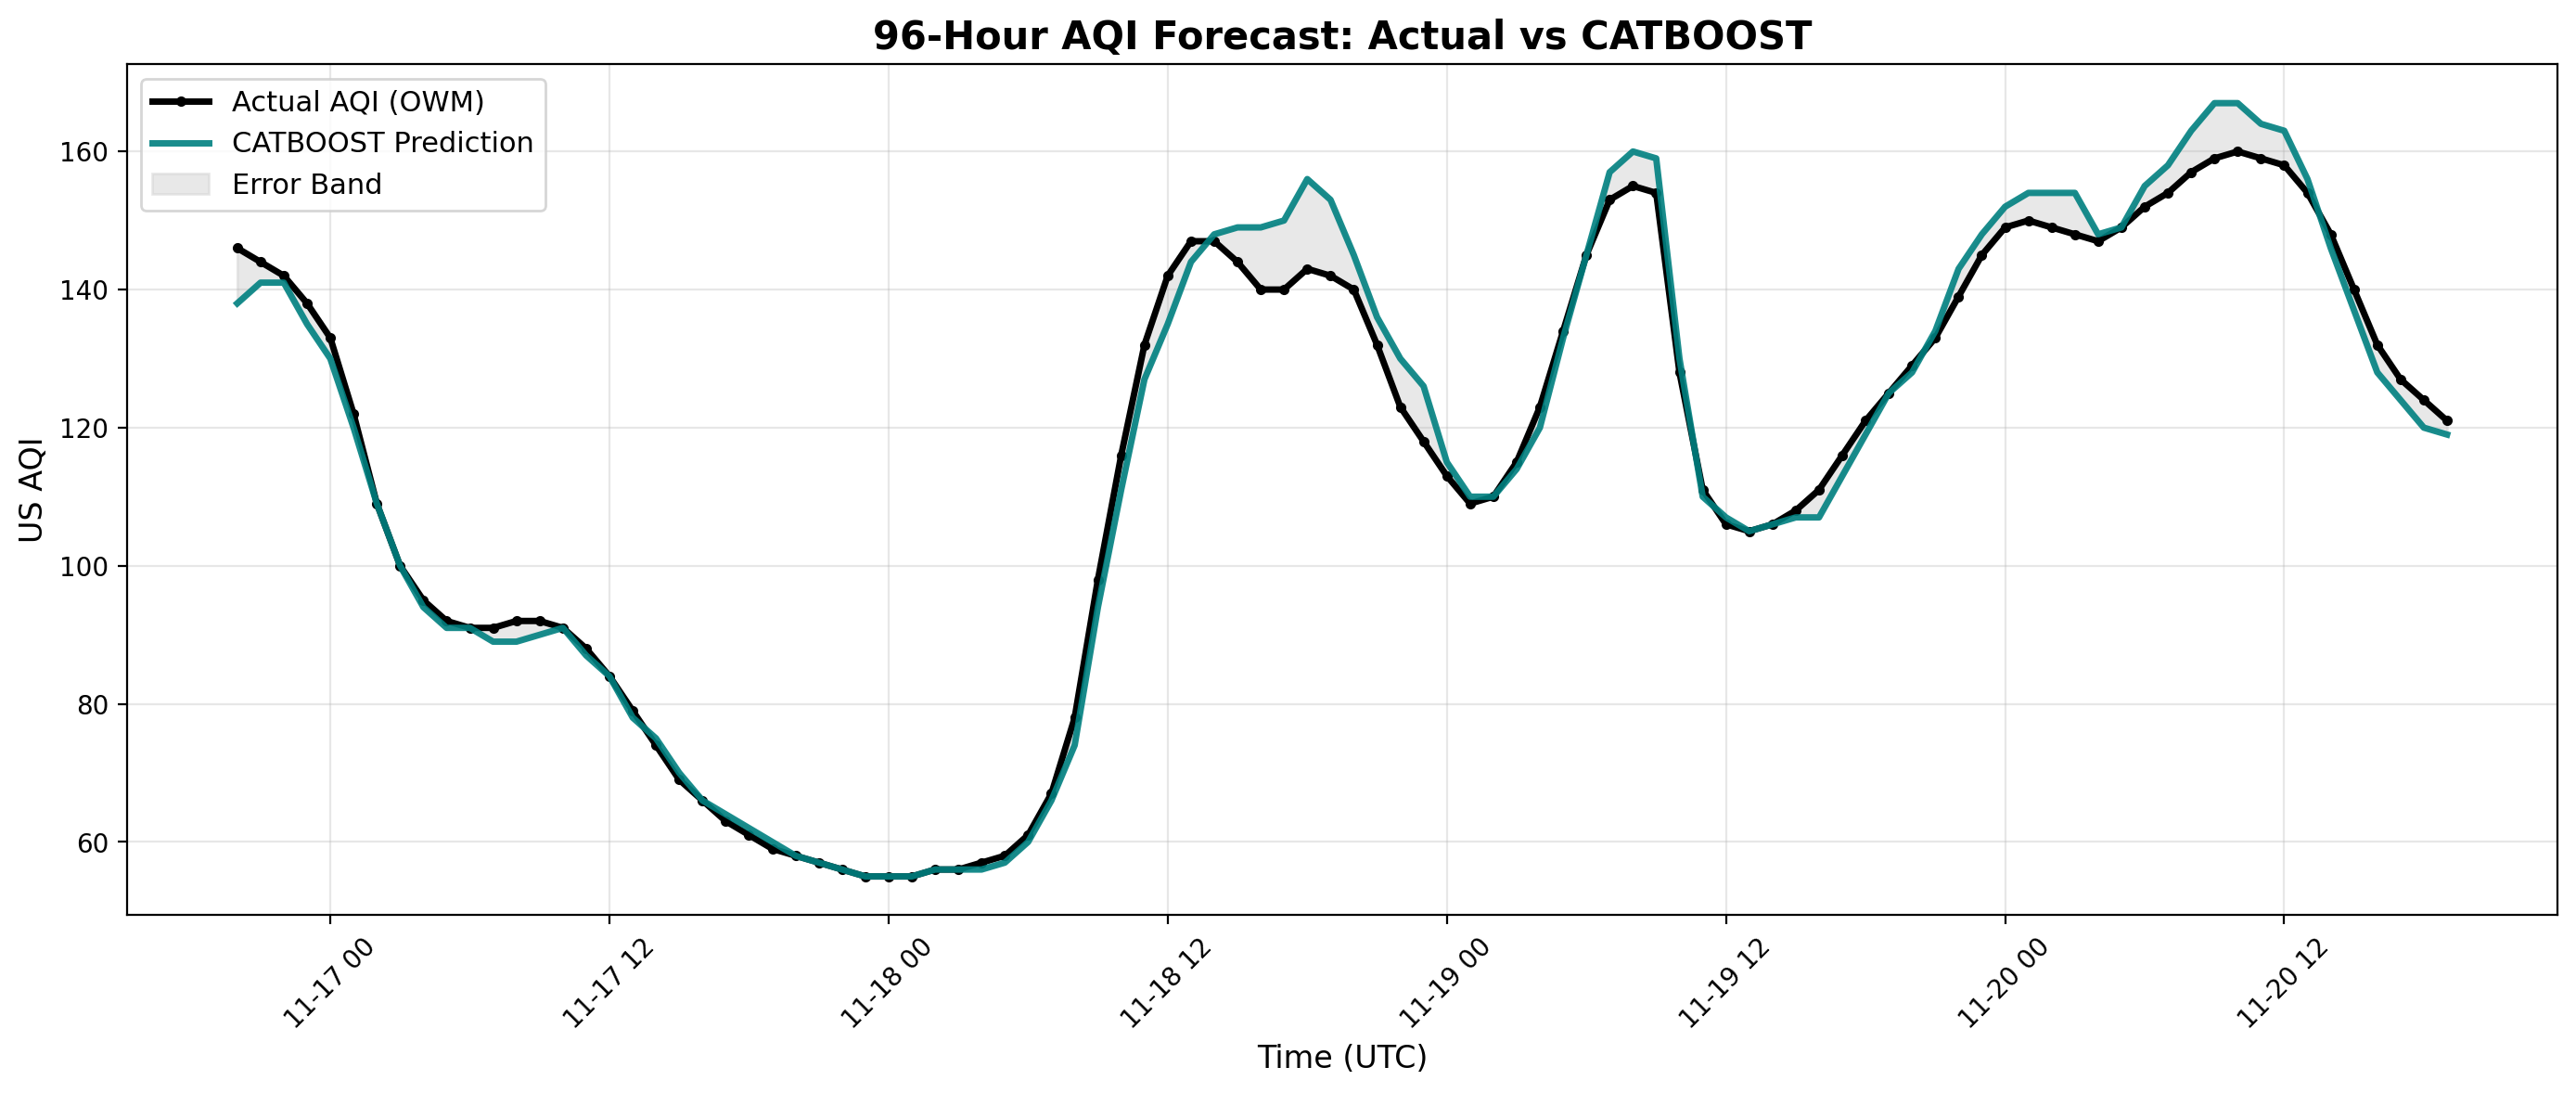 96-Hour AQI Forecast: Actual vs CATBOOST
Actual AQI (OWM)
CATBOOST Prediction
Error Band
US AQI
160
140
120
100
80
60
11-17 00
11-17 12
11-18 00
11-18 12
11-19 00
11-19 12
11-20 00
11-20 12
Time (UTC)